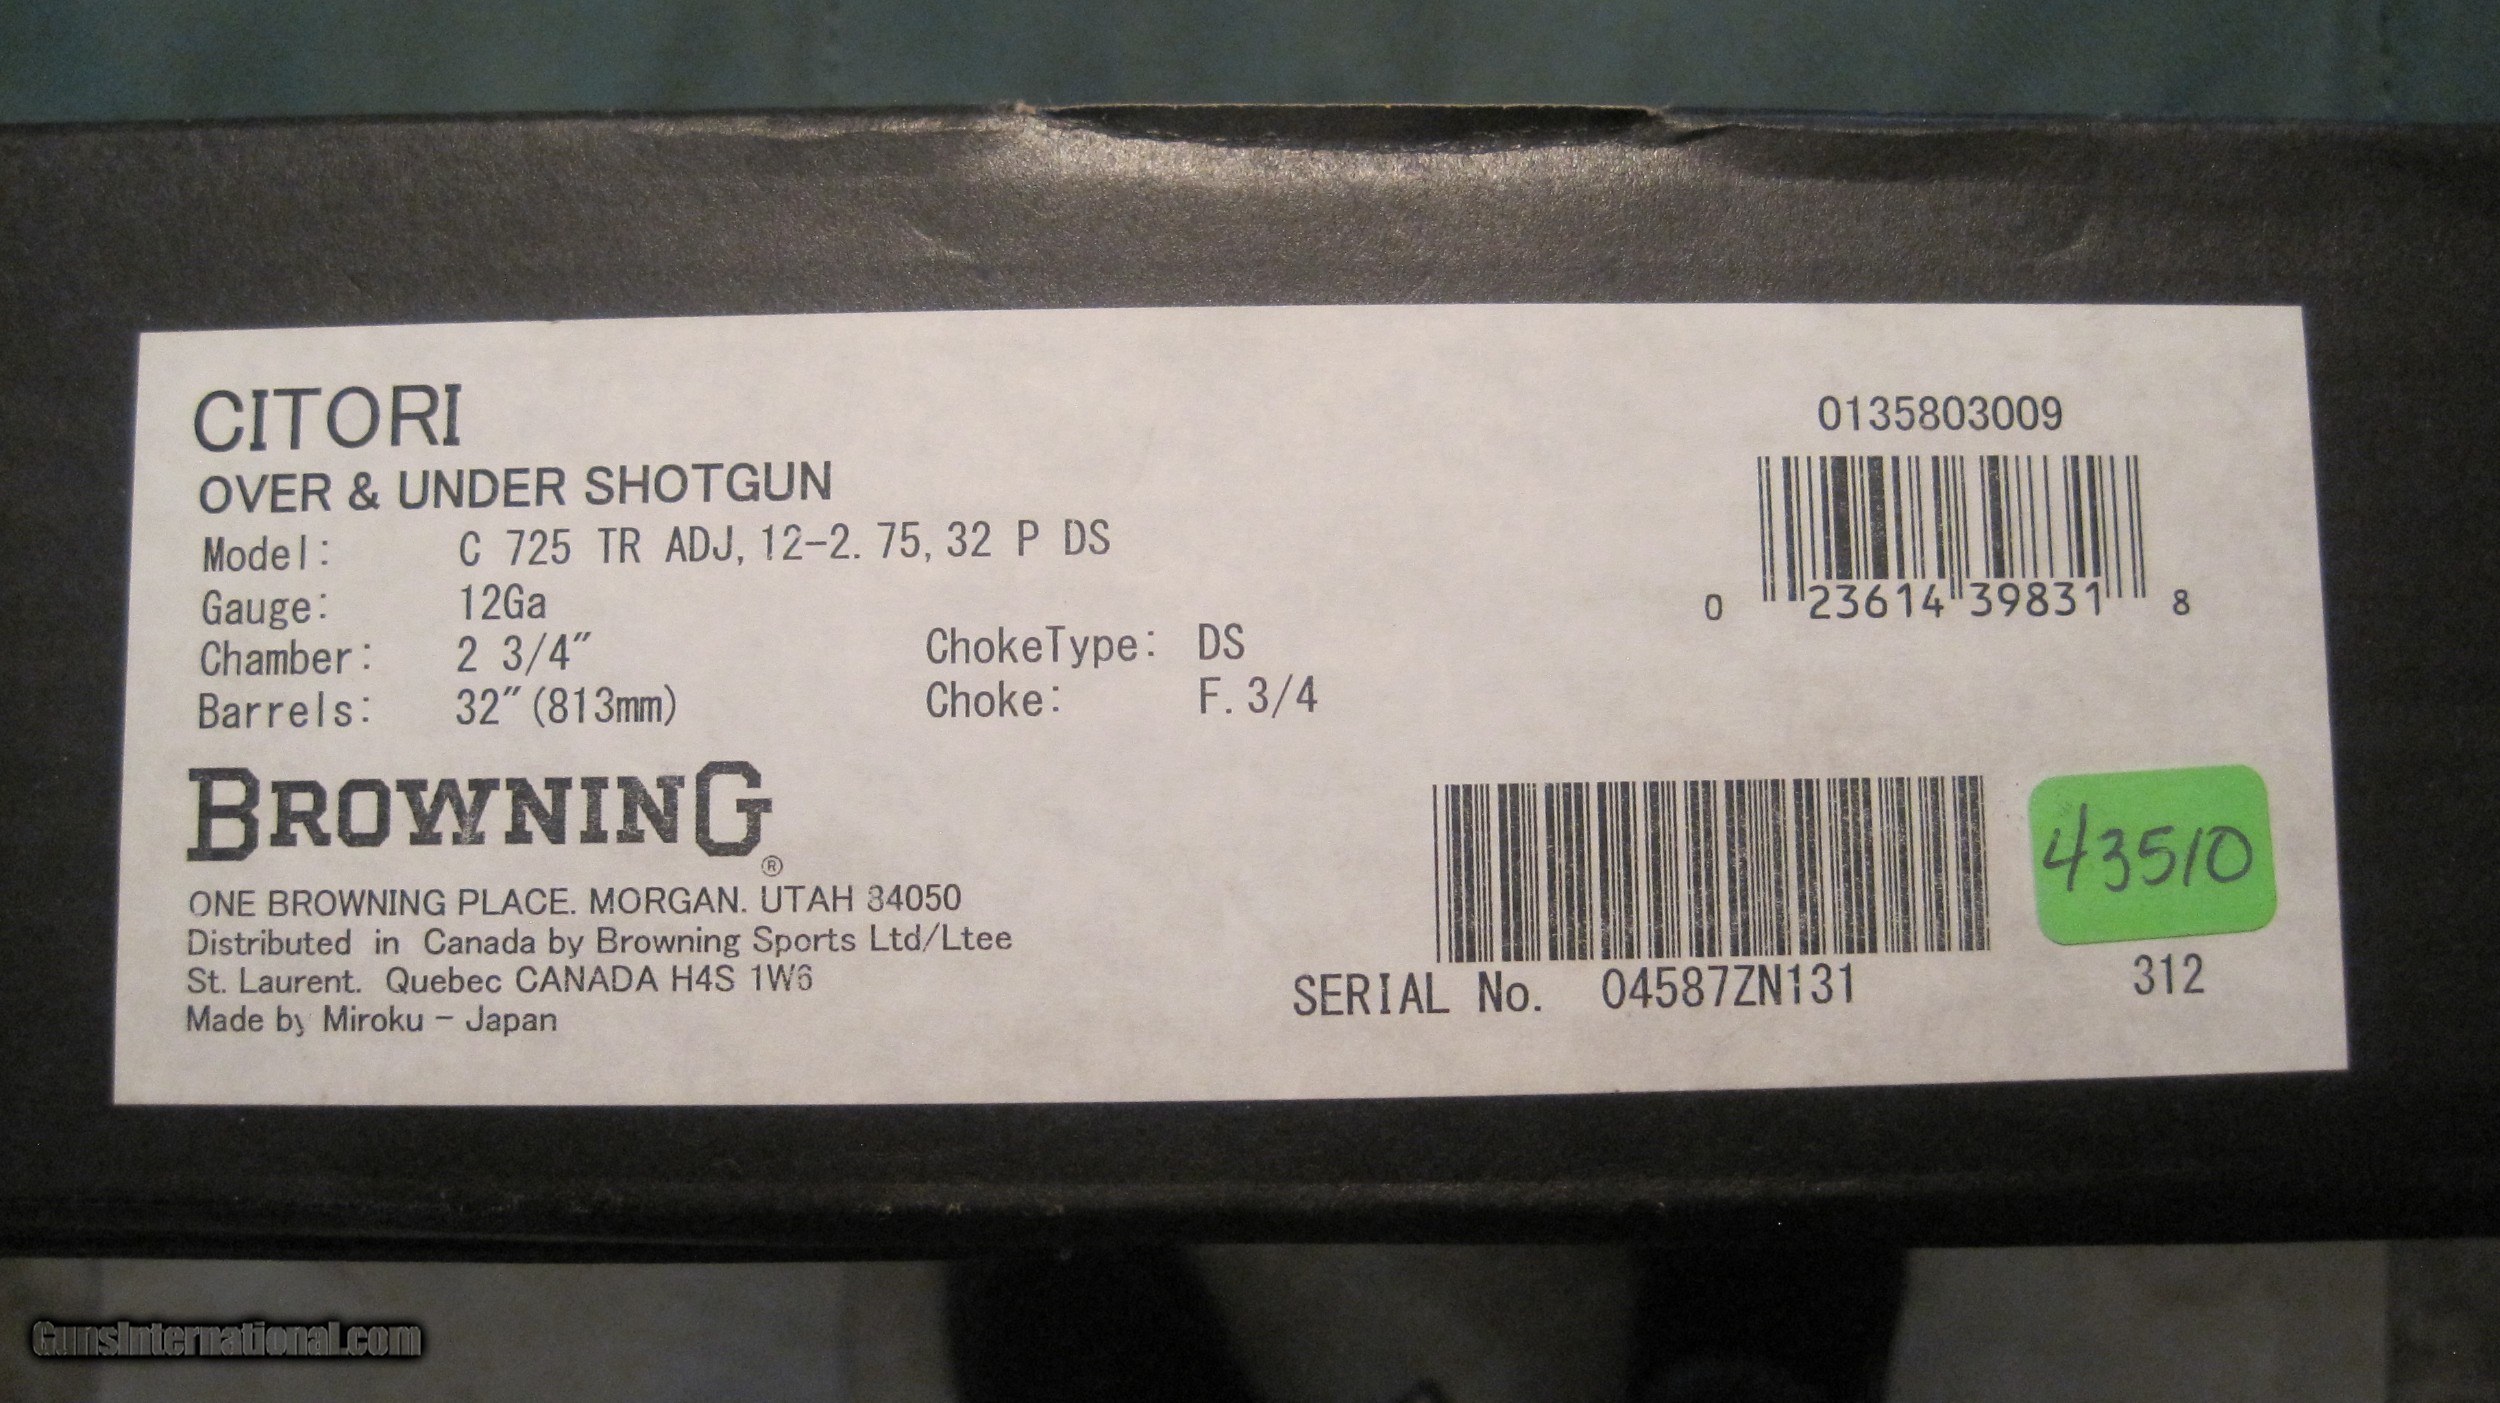 CITORI
OVER & UNDER SHOTGUN
Model: C 725 TR ADJ, 12-2.75, 32 P DS
Gauge: 12Ga
Chamber: 2 3/4" ChokeType: DS
Barrels: 32"(813mm) Choke: F. 3/4
0135803009
0 23614 39831 8
BROWNING®
ONE BROWNING PLACE. MORGAN. UTAH 84050
Distributed in Canada by Browning Sports Ltd/Ltee
St. Laurent. Quebec CANADA H4S 1W6
Made by Miroku - Japan
SERIAL No. 04587ZN131
43510
312
GunsInternational.com